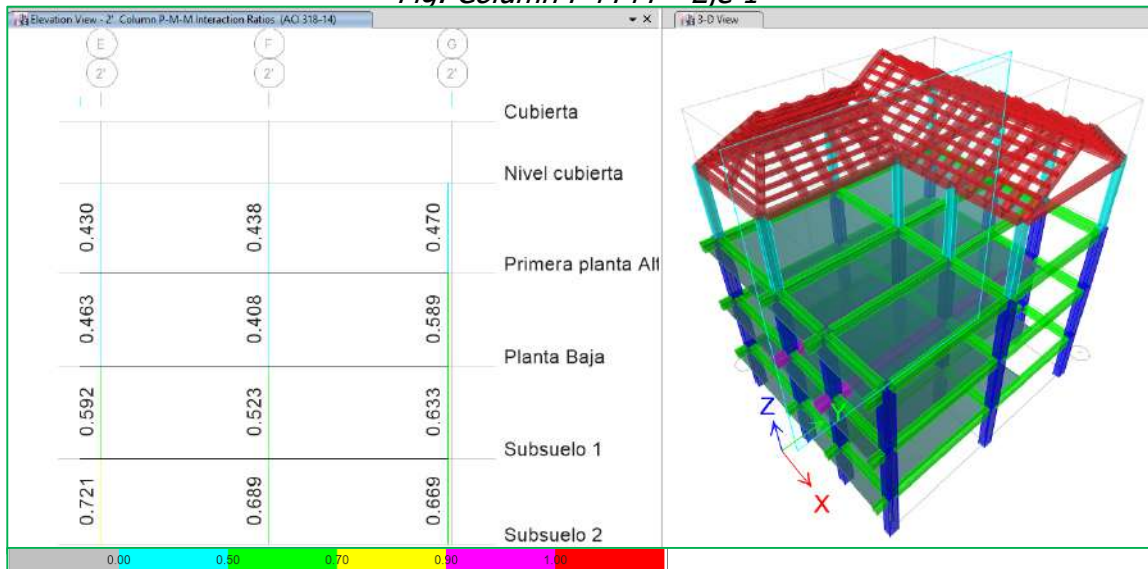 Fig. Column P-M-M - Eje 1
Elevation View - 2' Column P-M-M Interaction Ratios (ACI 318-14)
3-D View
E F G
2' 2' 2'
Cubierta
Nivel cubierta
0.430 0.438 0.470
Primera planta Alt
0.463 0.408 0.589
Planta Baja
0.592 0.523 0.633
Subsuelo 1
0.721 0.689 0.669
Subsuelo 2
Z
Y
X
0.00 0.50 0.70 0.90 1.00